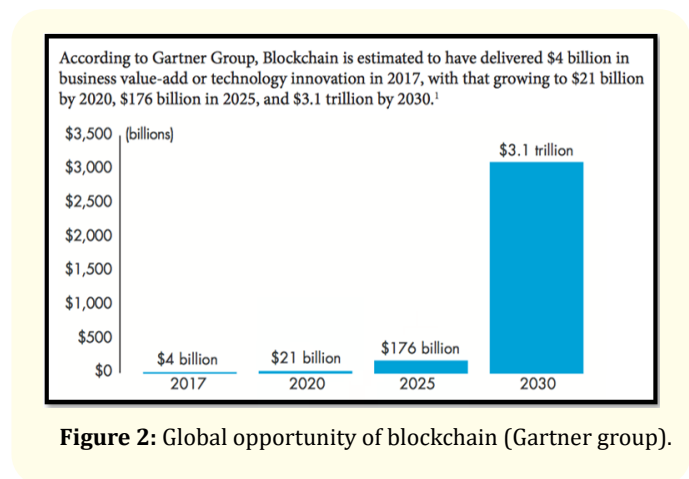 According to Gartner Group, Blockchain is estimated to have delivered $4 billion in
business value-add or technology innovation in 2017, with that growing to $21 billion
by 2020, $176 billion in 2025, and $3.1 trillion by 2030.¹
$3,500 (billions)
$3.1 trillion
$3,000
$2,500
$2,000
$1,500
$1,000
$500
$4 billion $21 billion $176 billion
$0
2017 2020 2025 2030
Figure 2: Global opportunity of blockchain (Gartner group).